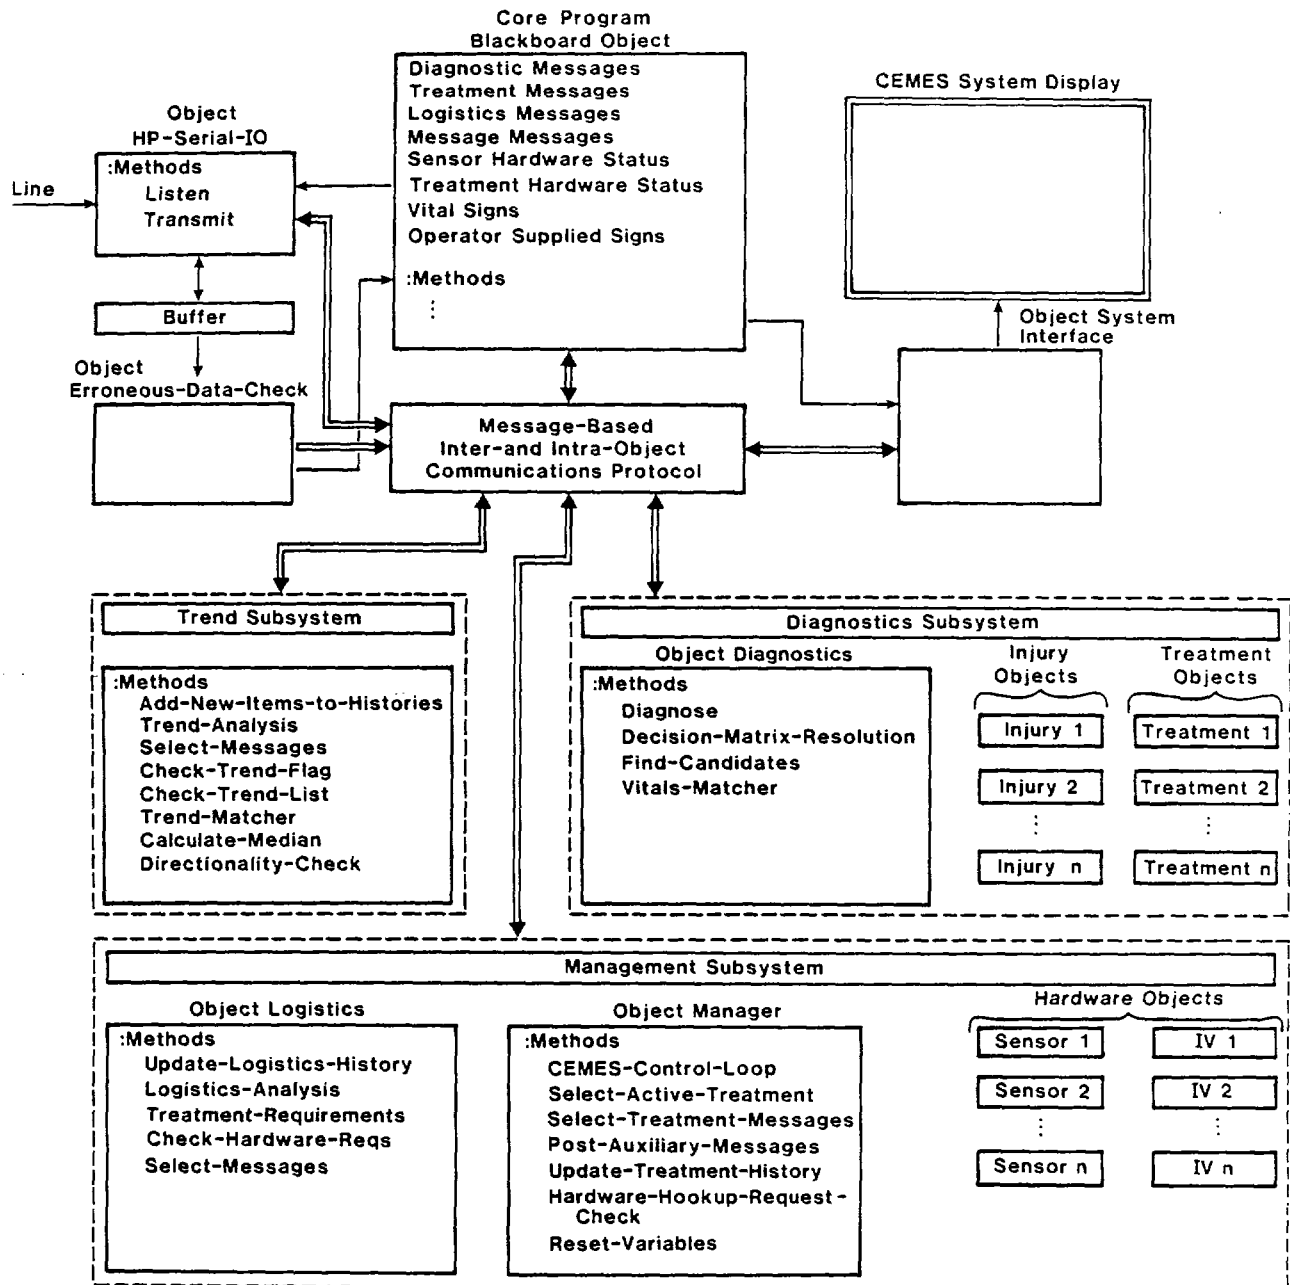 Core Program
Blackboard Object
Diagnostic Messages
Treatment Messages
Logistics Messages
Message Messages
Sensor Hardware Status
Treatment Hardware Status
Vital Signs
Operator Supplied Signs
:Methods
⋮
CEMES System Display
Object
HP-Serial-IO
:Methods
Listen
Transmit
Line
Buffer
Object
Erroneous-Data-Check
Object System
Interface
Message-Based
Inter-and Intra-Object
Communications Protocol
Trend Subsystem
:Methods
Add-New-Items-to-Histories
Trend-Analysis
Select-Messages
Check-Trend-Flag
Check-Trend-List
Trend-Matcher
Calculate-Median
Directionality-Check
Diagnostics Subsystem
Object Diagnostics
:Methods
Diagnose
Decision-Matrix-Resolution
Find-Candidates
Vitals-Matcher
Injury
Objects
Injury 1
Injury 2
⋮
Injury n
Treatment
Objects
Treatment 1
Treatment 2
⋮
Treatment n
Management Subsystem
Object Logistics
:Methods
Update-Logistics-History
Logistics-Analysis
Treatment-Requirements
Check-Hardware-Reqs
Select-Messages
Object Manager
:Methods
CEMES-Control-Loop
Select-Active-Treatment
Select-Treatment-Messages
Post-Auxiliary-Messages
Update-Treatment-History
Hardware-Hookup-Request-
Check
Reset-Variables
Hardware Objects
Sensor 1
Sensor 2
⋮
Sensor n
IV 1
IV 2
⋮
IV n